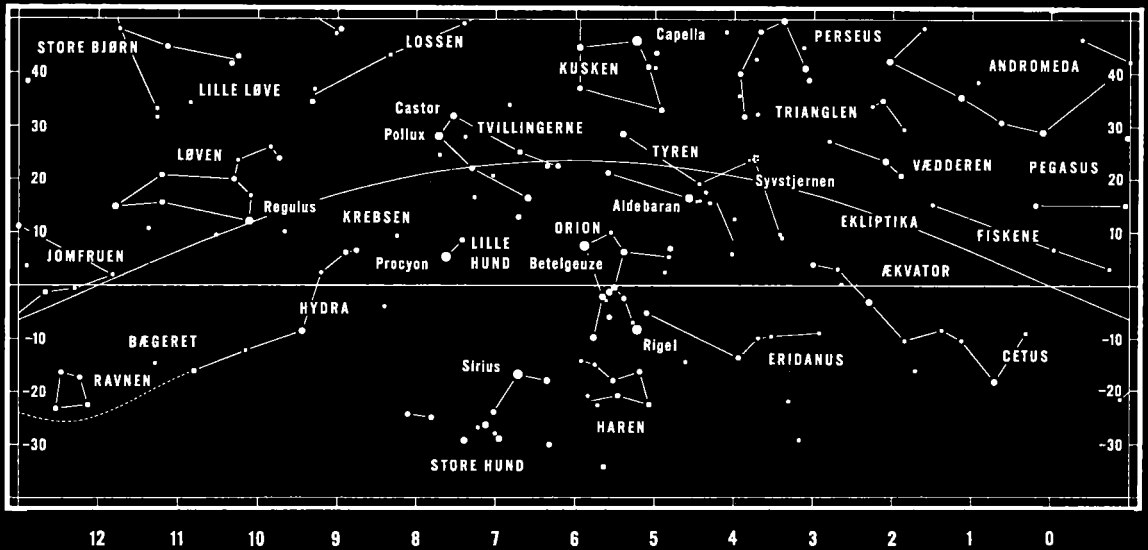 Capella
PERSEUS
STORE BJØRN
LOSSEN
40
KUSKEN
ANDROMEDA
40
LILLE LØVE
Castor
TRIANGLEN
30
Pollux
TVILLINGERNE
30
LØVEN
TYREN
VÆDDEREN
PEGASUS
20
Syvstjernen
20
Regulus
KREBSEN
Aldebaran
EKLIPTIKA
10
ORION
FISKENE
10
JOMFRUEN
Procyon
LILLE
HUND
Betelgeuze
ÆKVATOR
HYDRA
-10
BÆGERET
Rigel
-10
RAVNEN
Sirius
ERIDANUS
CETUS
-20
-20
HAREN
-30
STORE HUND
-30
12 11 10 9 8 7 6 5 4 3 2 1 0